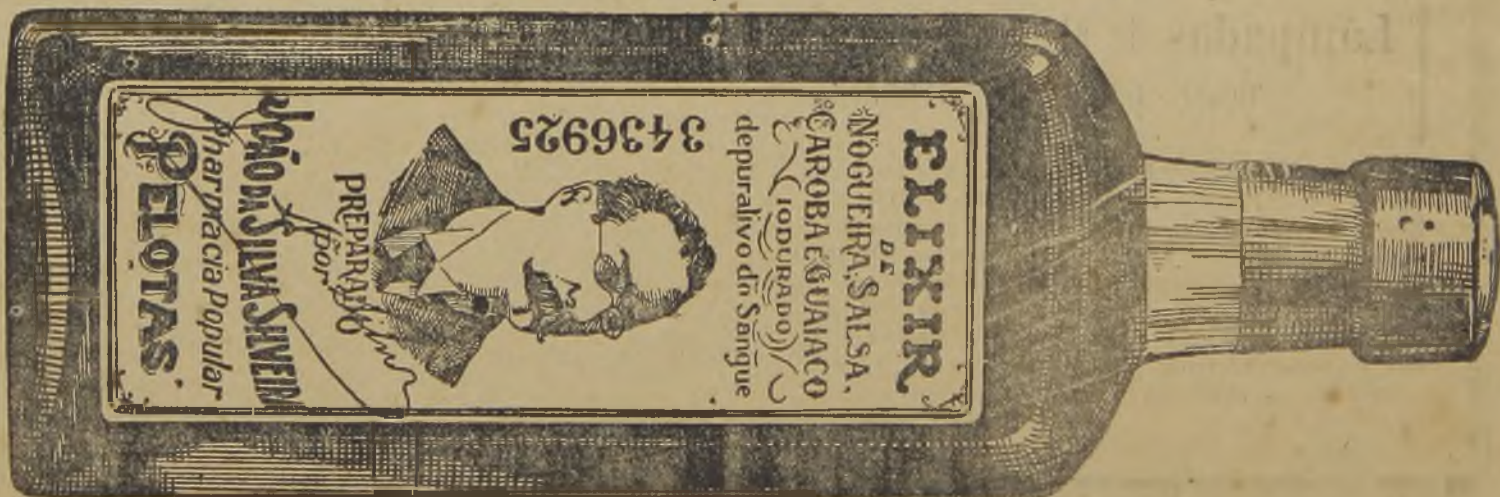 ELIXIR
DE
NOGUEIRA, SALSA,
CAROBA E GUAIACO
(IODURADO)
depurativo do Sangue
3436925
PREPARADO
por
JOÃO DA SILVA SILVEIRA
Pharmacia Popular
PELOTAS